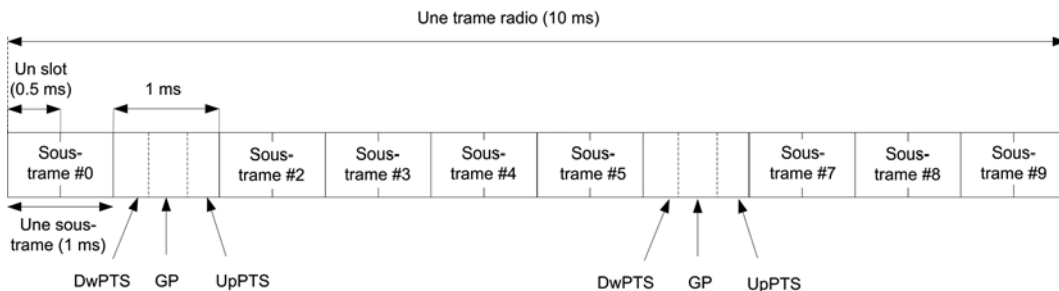 Une trame radio (10 ms)
Un slot
(0.5 ms)
1 ms
Sous-
trame #0
Sous-
trame #2
Sous-
trame #3
Sous-
trame #4
Sous-
trame #5
Sous-
trame #7
Sous-
trame #8
Sous-
trame #9
Une sous-
trame (1 ms)
DwPTS
GP
UpPTS
DwPTS
GP
UpPTS